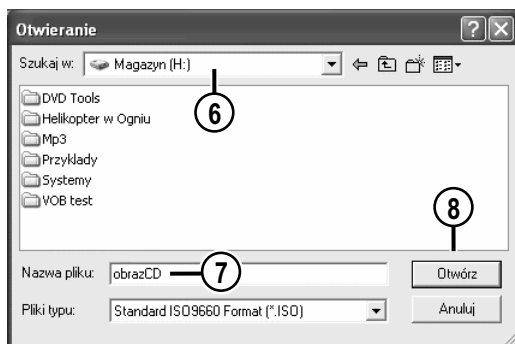 Otwieranie
Szukaj w: Magazyn (H:)
DVD Tools
Helikopter w Ogniu
Mp3
Przykłady
Systemy
VOB test
6
8
Nazwa pliku: obrazCD 7 Otwórz
Pliki typu: Standard ISO9660 Format (*.ISO) Anuluj